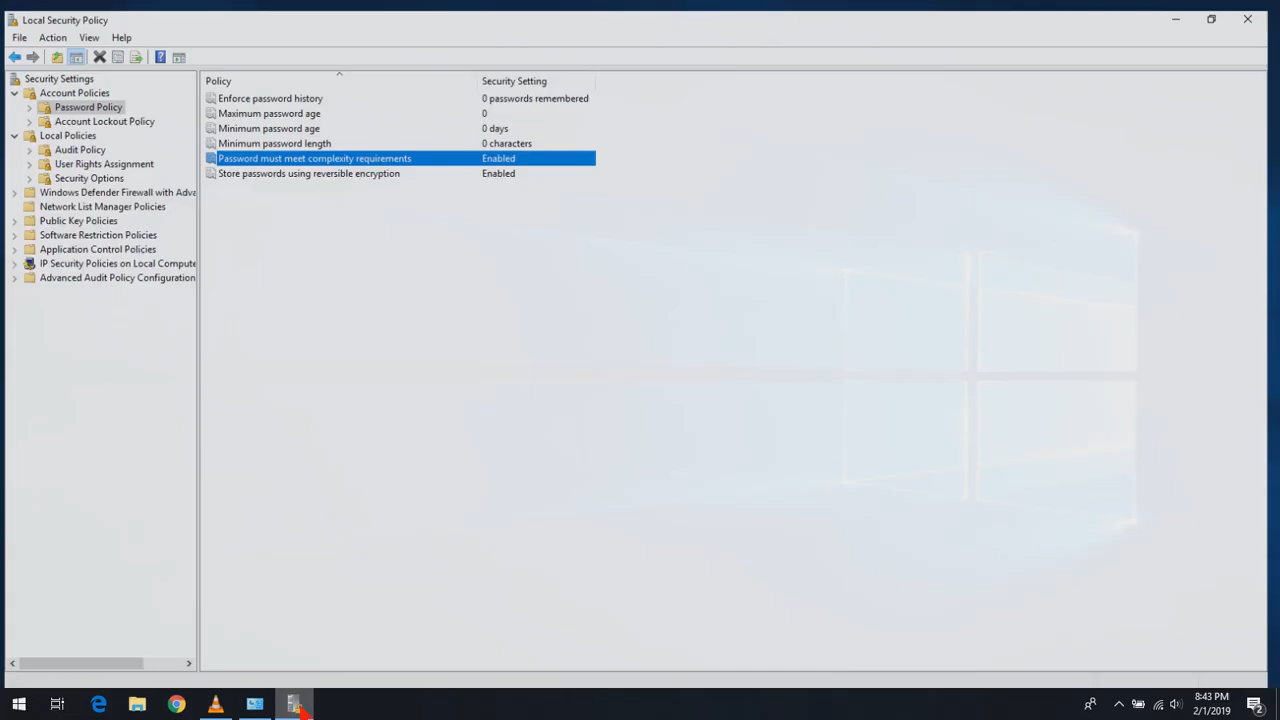 Local Security Policy
File Action View Help
Security Settings
Account Policies
Password Policy
Account Lockout Policy
Local Policies
Audit Policy
User Rights Assignment
Security Options
Windows Defender Firewall with Adva
Network List Manager Policies
Public Key Policies
Software Restriction Policies
Application Control Policies
IP Security Policies on Local Compute
Advanced Audit Policy Configuration
Policy Security Setting
Enforce password history 0 passwords remembered
Maximum password age 0
Minimum password age 0 days
Minimum password length 0 characters
Password must meet complexity requirements Enabled
Store passwords using reversible encryption Enabled
8:43 PM
2/1/2019
2